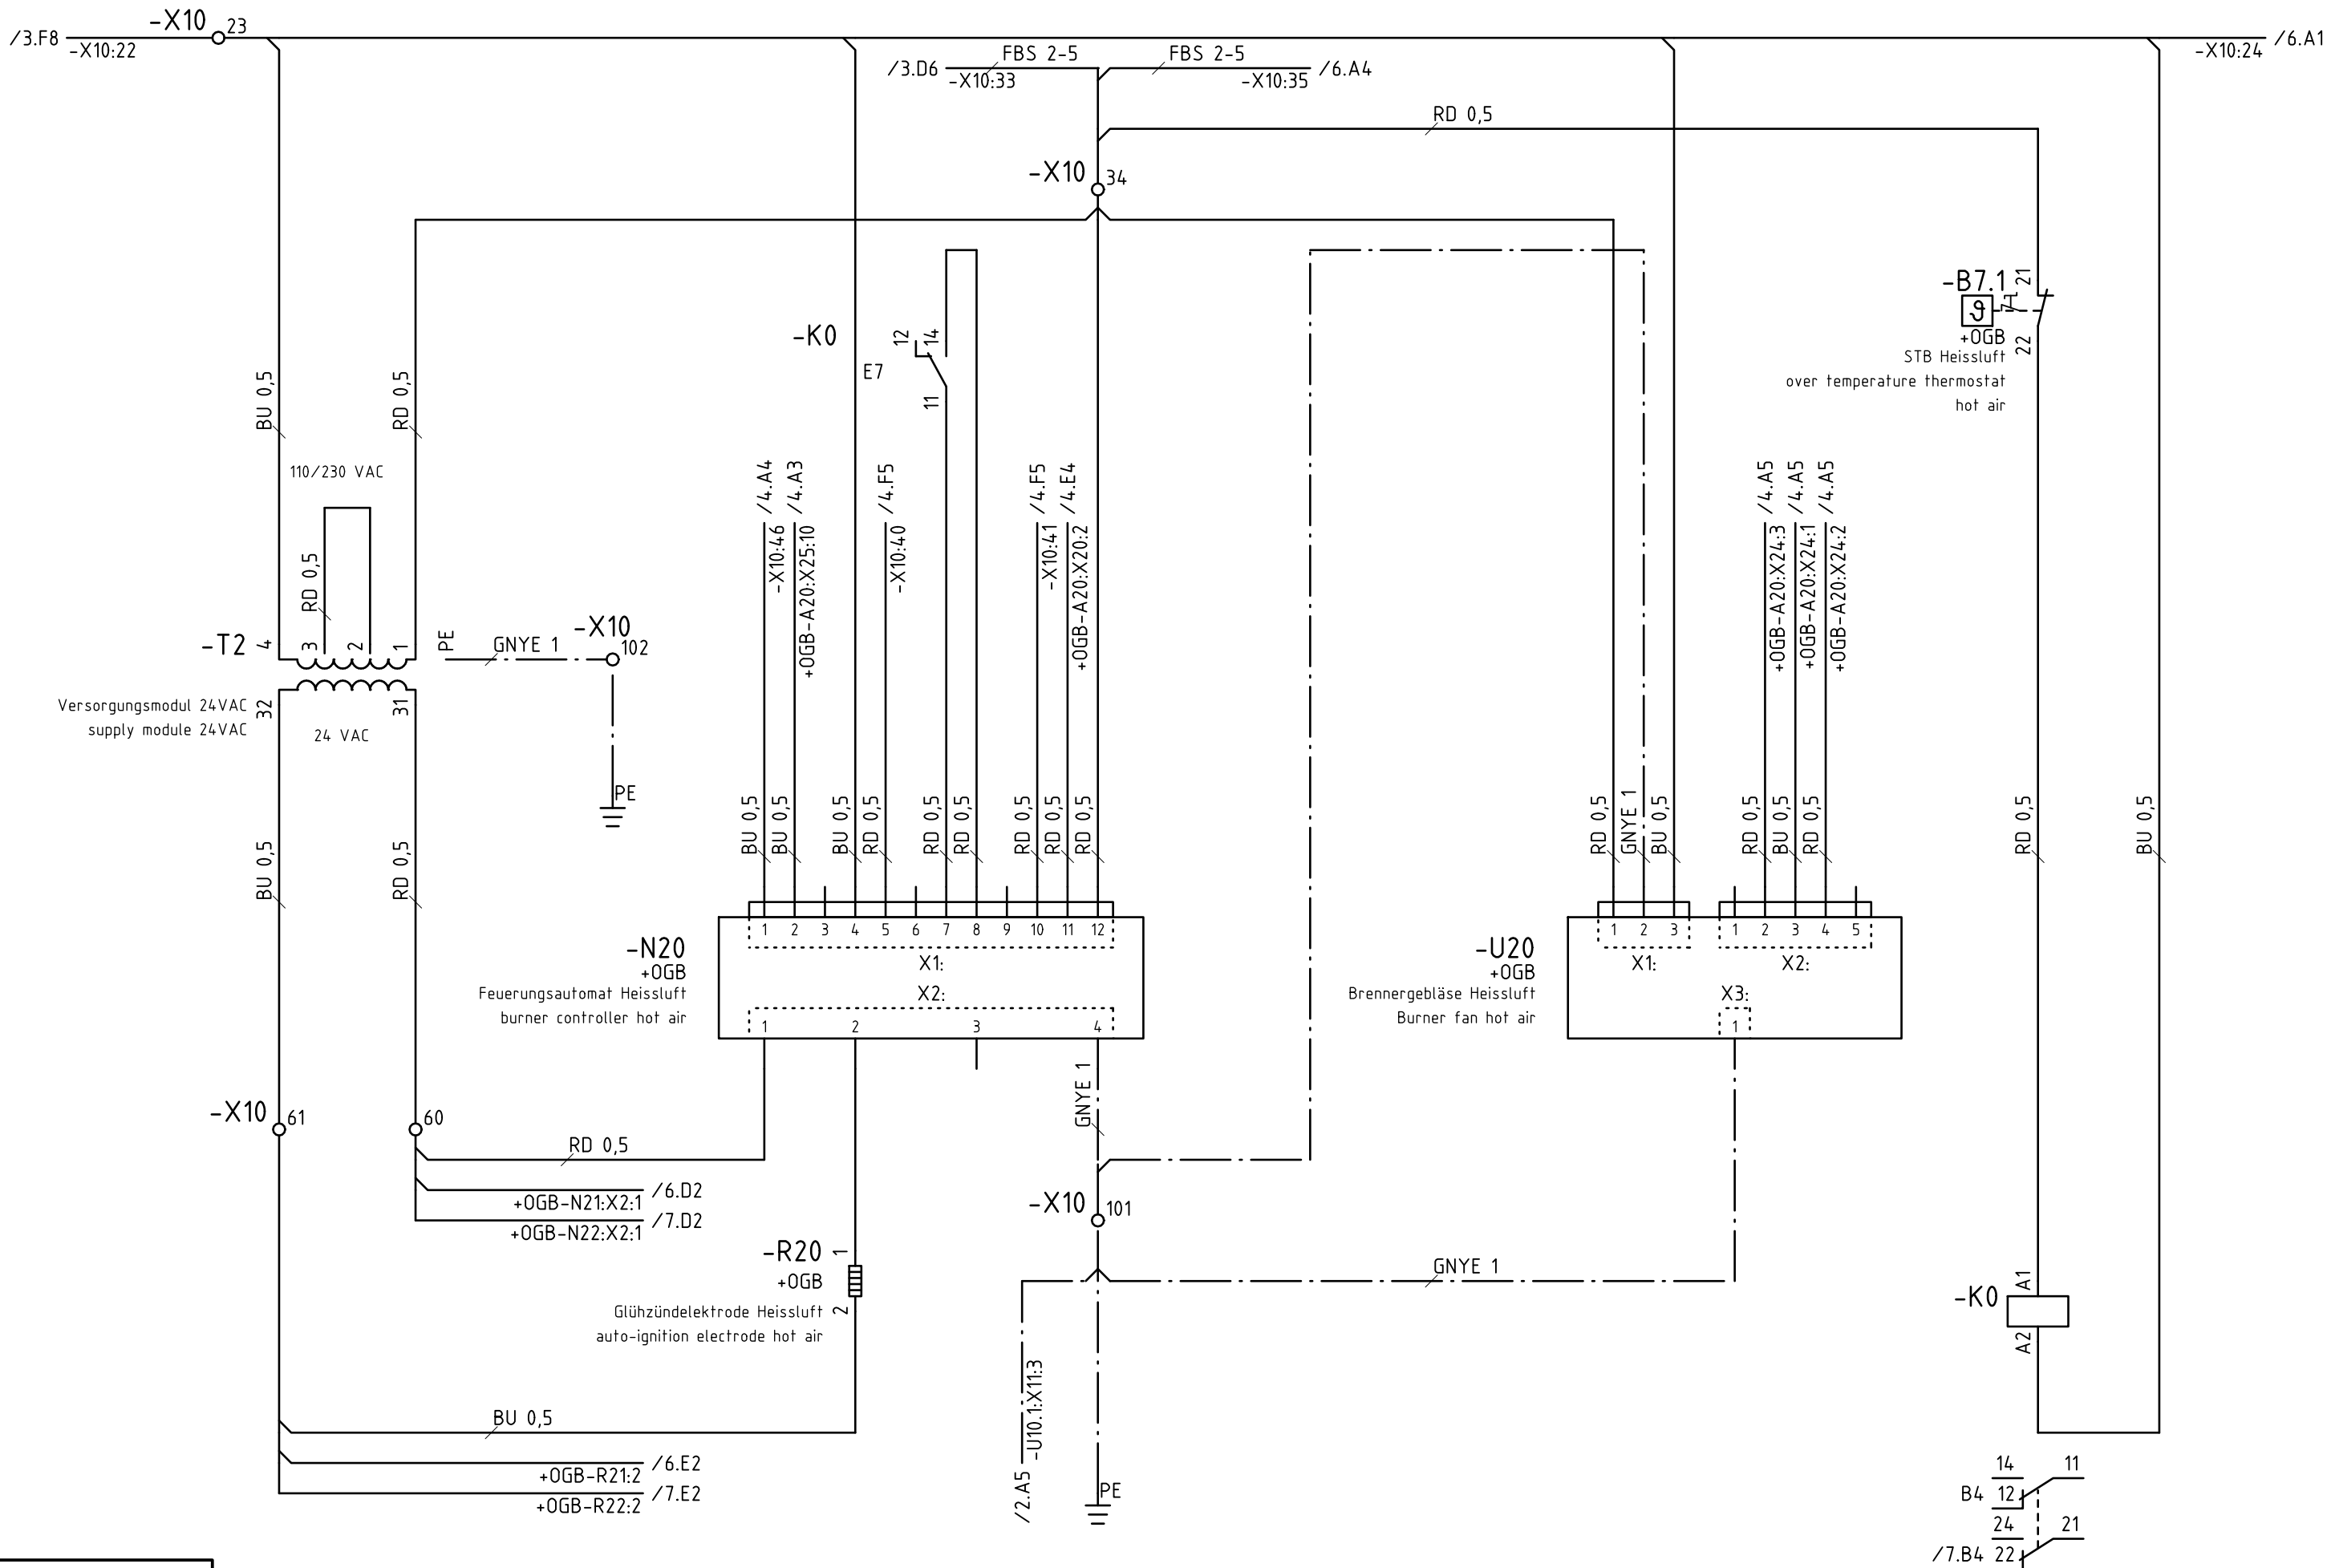 -X10 23
/3.F8
-X10:22
/6.A1
-X10:24
FBS 2-5
FBS 2-5
/3.D6
-X10:33
/6.A4
-X10:35
RD 0,5
-X10 34
-B7.1
21
22
ϑ
+OGB
STB Heissluft
over temperature thermostat
hot air
-K0
12
14
E7
11
BU 0,5
RD 0,5
110/230 VAC
RD 0,5
/4.A4
-X10:46
/4.A3
+OGB-A20:X25:10
/4.F5
-X10:40
/4.F5
-X10:41
/4.E4
+OGB-A20:X20:2
/4.A5
+OGB-A20:X24:3
/4.A5
+OGB-A20:X24:1
/4.A5
+OGB-A20:X24:2
-T2
4
3
2
1
PE
GNYE 1
-X10
102
Versorgungsmodul 24VAC
supply module 24VAC
32
31
24 VAC
PE
BU 0,5
RD 0,5
BU 0,5
BU 0,5
BU 0,5
RD 0,5
RD 0,5
RD 0,5
RD 0,5
RD 0,5
RD 0,5
RD 0,5
GNYE 1
BU 0,5
RD 0,5
BU 0,5
RD 0,5
RD 0,5
BU 0,5
1 2 3 4 5 6 7 8 9 10 11 12
X1:
-N20
+OGB
Feuerungsautomat Heissluft
burner controller hot air
X2:
1 2 3 4
1 2 3
X1:
1 2 3 4 5
X2:
-U20
+OGB
Brennergebläse Heissluft
Burner fan hot air
X3:
1
GNYE 1
-X10 61
60
RD 0,5
/6.D2
+OGB-N21:X2:1
/7.D2
+OGB-N22:X2:1
-X10
101
-R20
1
+OGB
2
Glühzündelektrode Heissluft
auto-ignition electrode hot air
GNYE 1
-K0
A1
A2
/2.A5
-U10.1:X11:3
BU 0,5
/6.E2
+OGB-R21:2
/7.E2
+OGB-R22:2
PE
14 11
B4 12
24 21
/7.B4 22